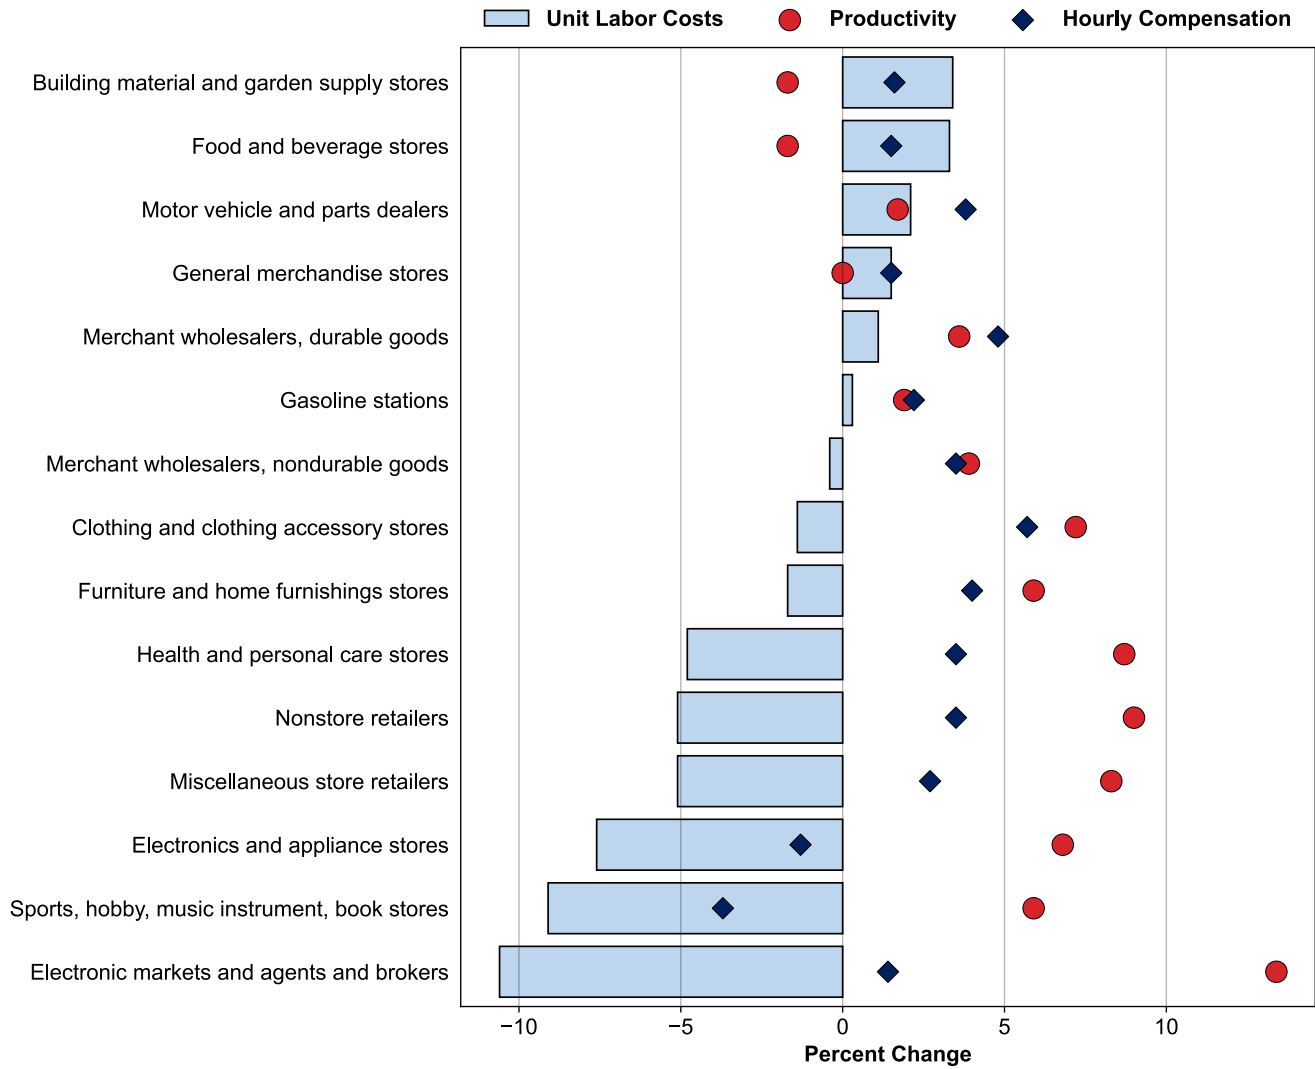 Unit Labor Costs Productivity Hourly Compensation
Building material and garden supply stores
Food and beverage stores
Motor vehicle and parts dealers
General merchandise stores
Merchant wholesalers, durable goods
Gasoline stations
Merchant wholesalers, nondurable goods
Clothing and clothing accessory stores
Furniture and home furnishings stores
Health and personal care stores
Nonstore retailers
Miscellaneous store retailers
Electronics and appliance stores
Sports, hobby, music instrument, book stores
Electronic markets and agents and brokers
−10 −5 0 5 10
Percent Change